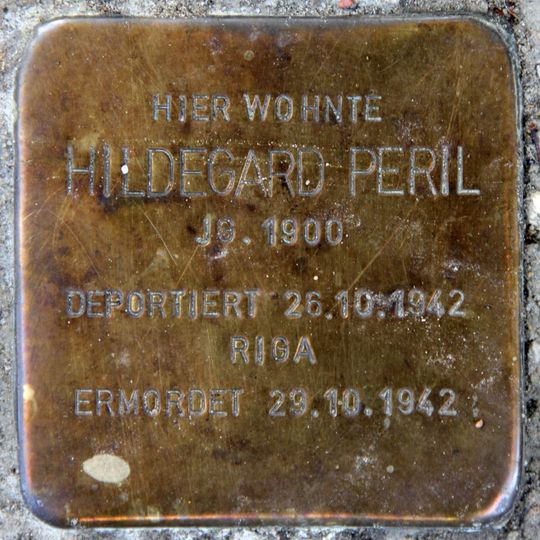 HIER WOHNTE
HILDEGARD PERIL
JG. 1900
DEPORTIERT 26.10.1942
RIGA
ERMORDET 29.10.1942